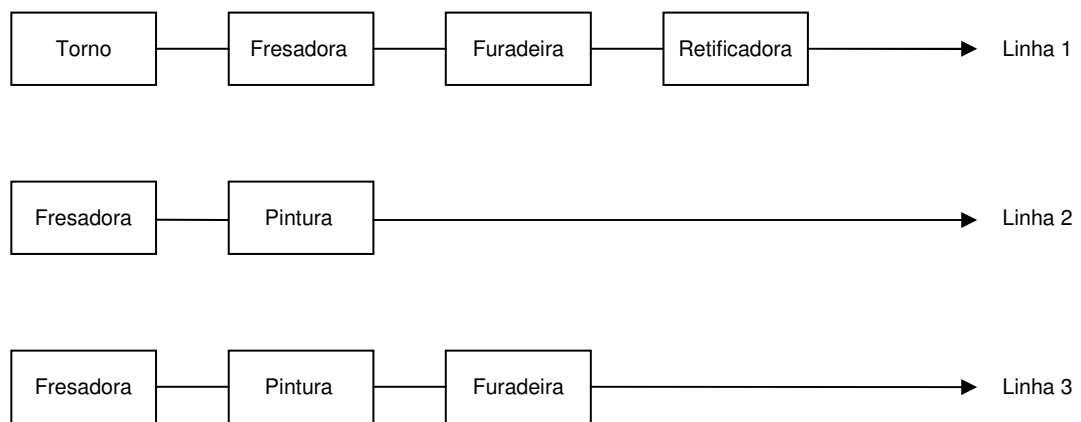 Torno Fresadora Furadeira Retificadora Linha 1
Fresadora Pintura Linha 2
Fresadora Pintura Furadeira Linha 3